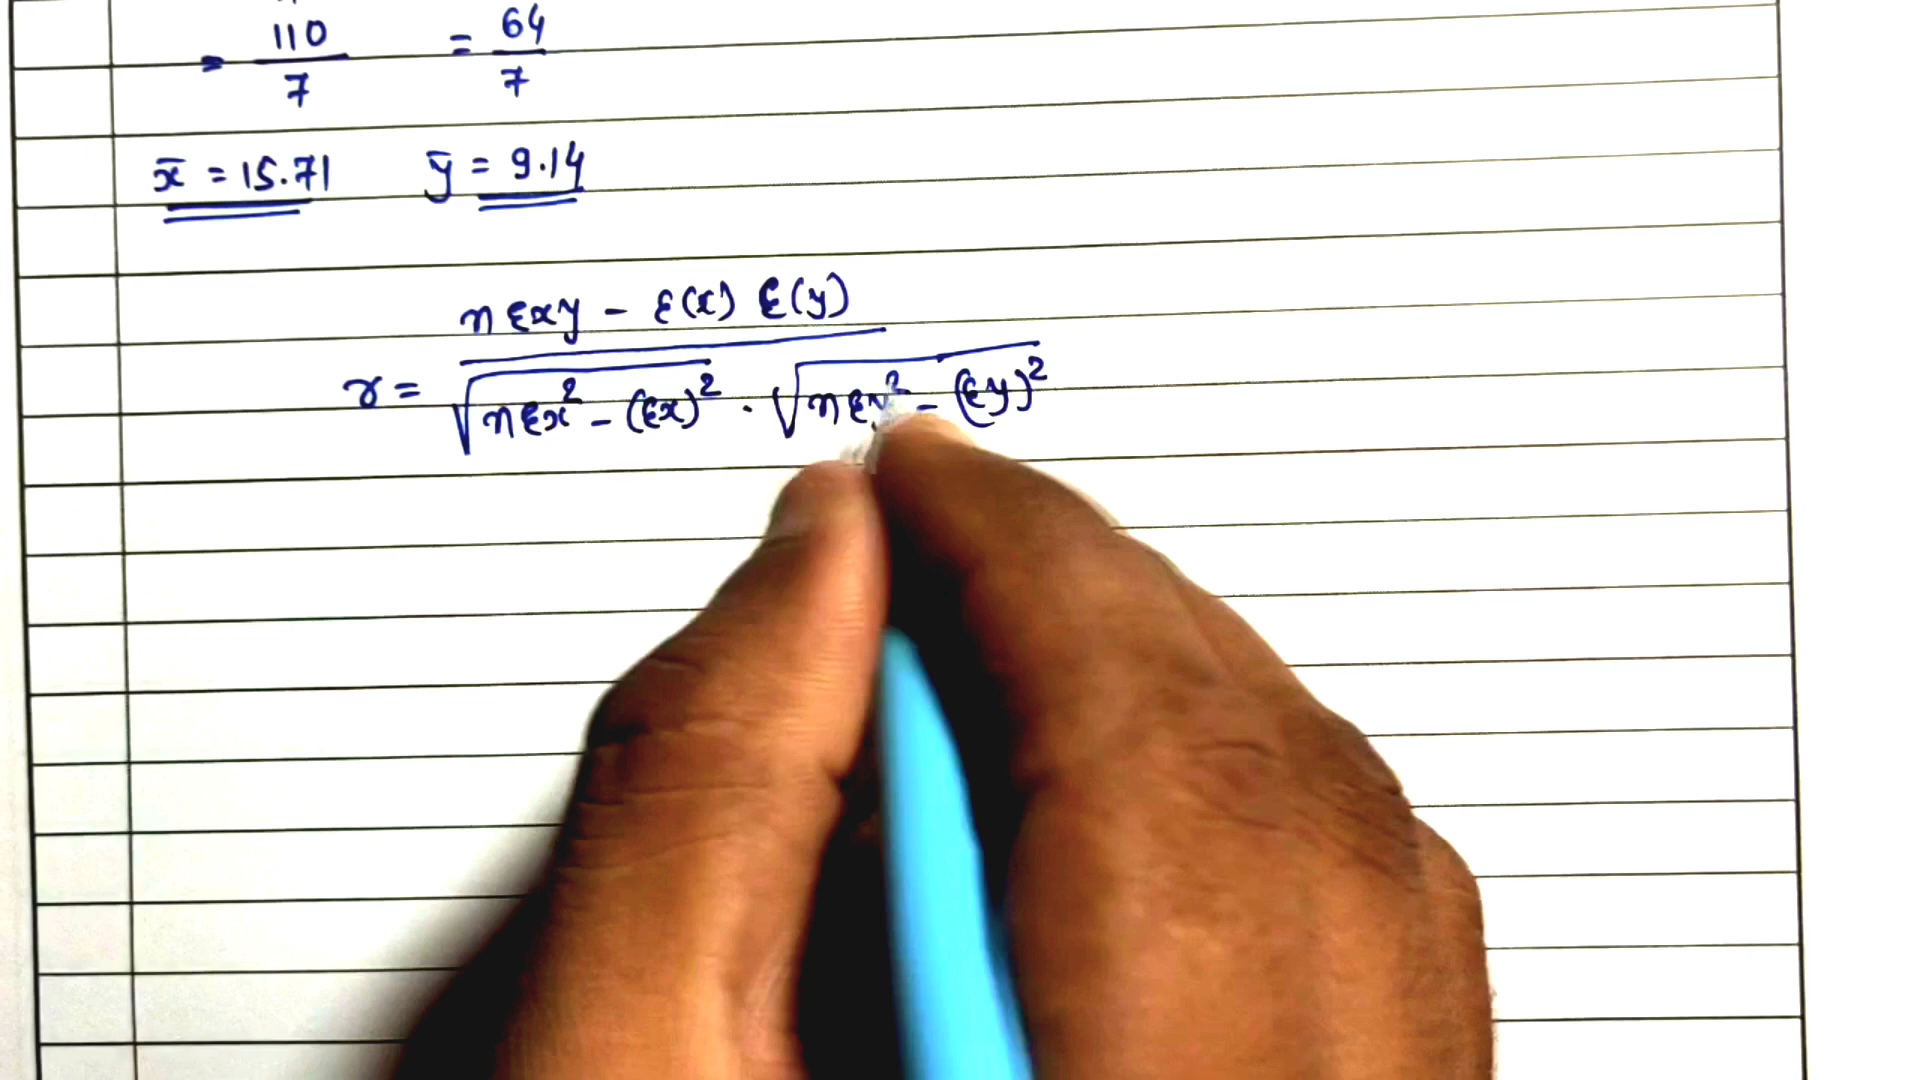 = 110/7 = 64/7
x̄ = 15.71 ȳ = 9.14
r = (nΣxy - Σ(x) Σ(y)) / (√(nΣx² - (Σx)²) · √(nΣy² - (Σy)²))